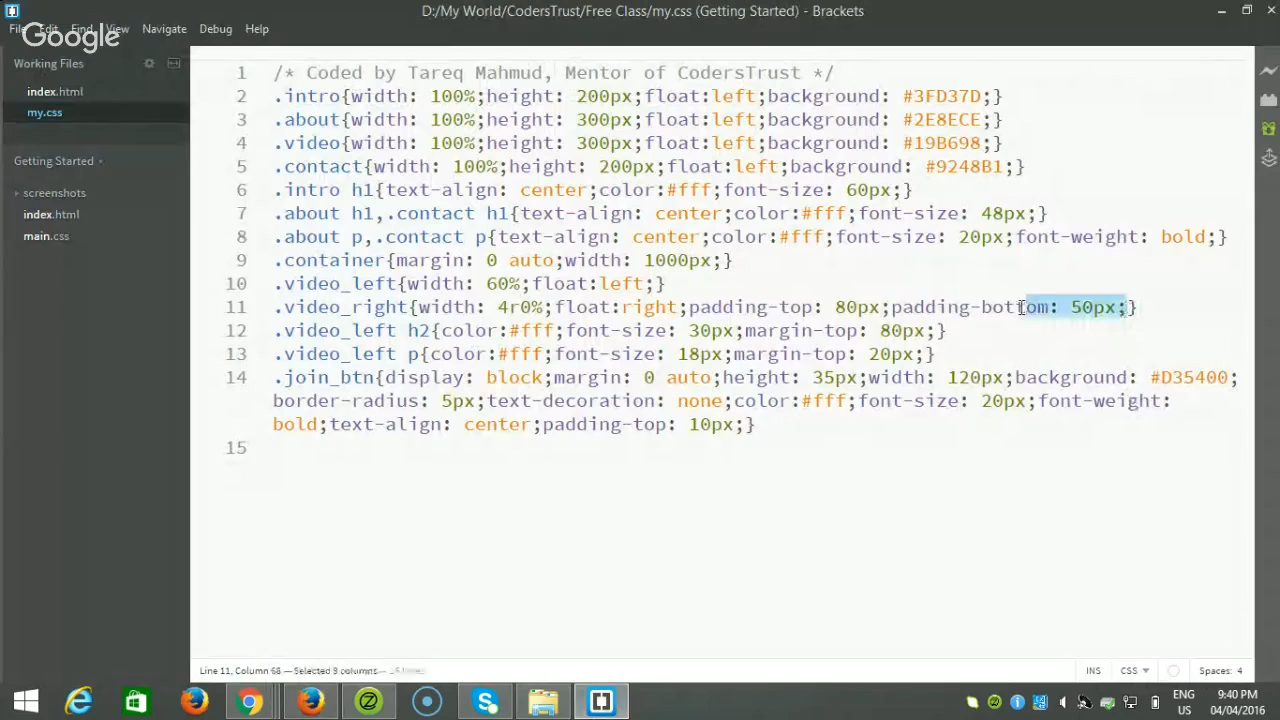 D:/My World/CodersTrust/Free Class/my.css (Getting Started) - Brackets
File Edit Find View Navigate Debug Help
Google
Working Files
index.html
my.css
Getting Started
screenshots
index.html
main.css
1 /* Coded by Tareq Mahmud, Mentor of CodersTrust */
2 .intro{width: 100%;height: 200px;float:left;background: #3FD37D;}
3 .about{width: 100%;height: 300px;float:left;background: #2E8ECE;}
4 .video{width: 100%;height: 300px;float:left;background: #19B698;}
5 .contact{width: 100%;height: 200px;float:left;background: #9248B1;}
6 .intro h1{text-align: center;color:#fff;font-size: 60px;}
7 .about h1,.contact h1{text-align: center;color:#fff;font-size: 48px;}
8 .about p,.contact p{text-align: center;color:#fff;font-size: 20px;font-weight: bold;}
9 .container{margin: 0 auto;width: 1000px;}
10 .video_left{width: 60%;float:left;}
11 .video_right{width: 4r0%;float:right;padding-top: 80px;padding-bottom: 50px;}
12 .video_left h2{color:#fff;font-size: 30px;margin-top: 80px;}
13 .video_left p{color:#fff;font-size: 18px;margin-top: 20px;}
14 .join_btn{display: block;margin: 0 auto;height: 35px;width: 120px;background: #D35400;
border-radius: 5px;text-decoration: none;color:#fff;font-size: 20px;font-weight:
bold;text-align: center;padding-top: 10px;}
15
Line 11, Column 68 — Selected 9 columns
INS CSS Spaces: 4
ENG 9:40 PM
US 04/04/2016